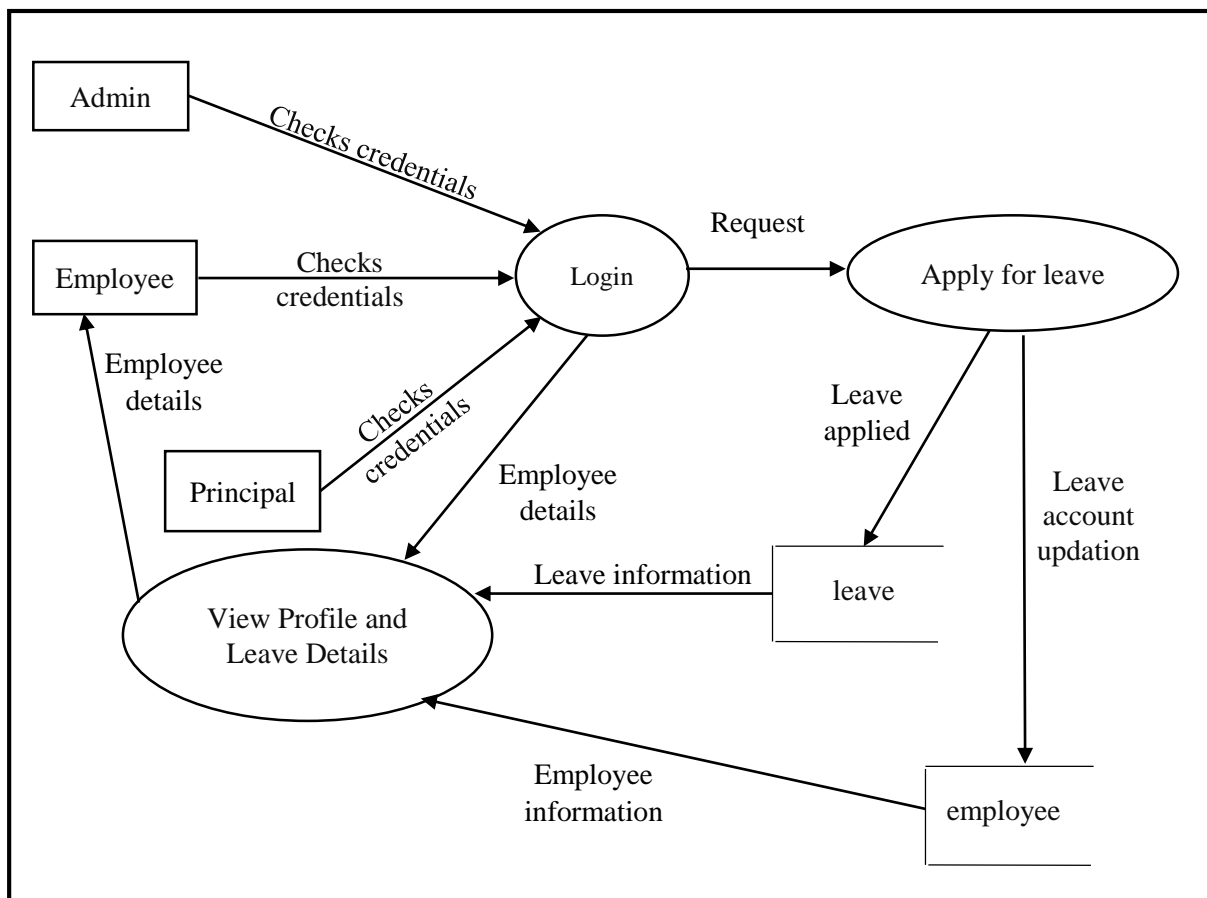 Admin
Checks credentials
Request
Employee
Checks
credentials
Login
Apply for leave
Employee
details
Checks
credentials
Leave
applied
Principal
Employee
details
Leave
account
updation
Leave information
leave
View Profile and
Leave Details
Employee
information
employee